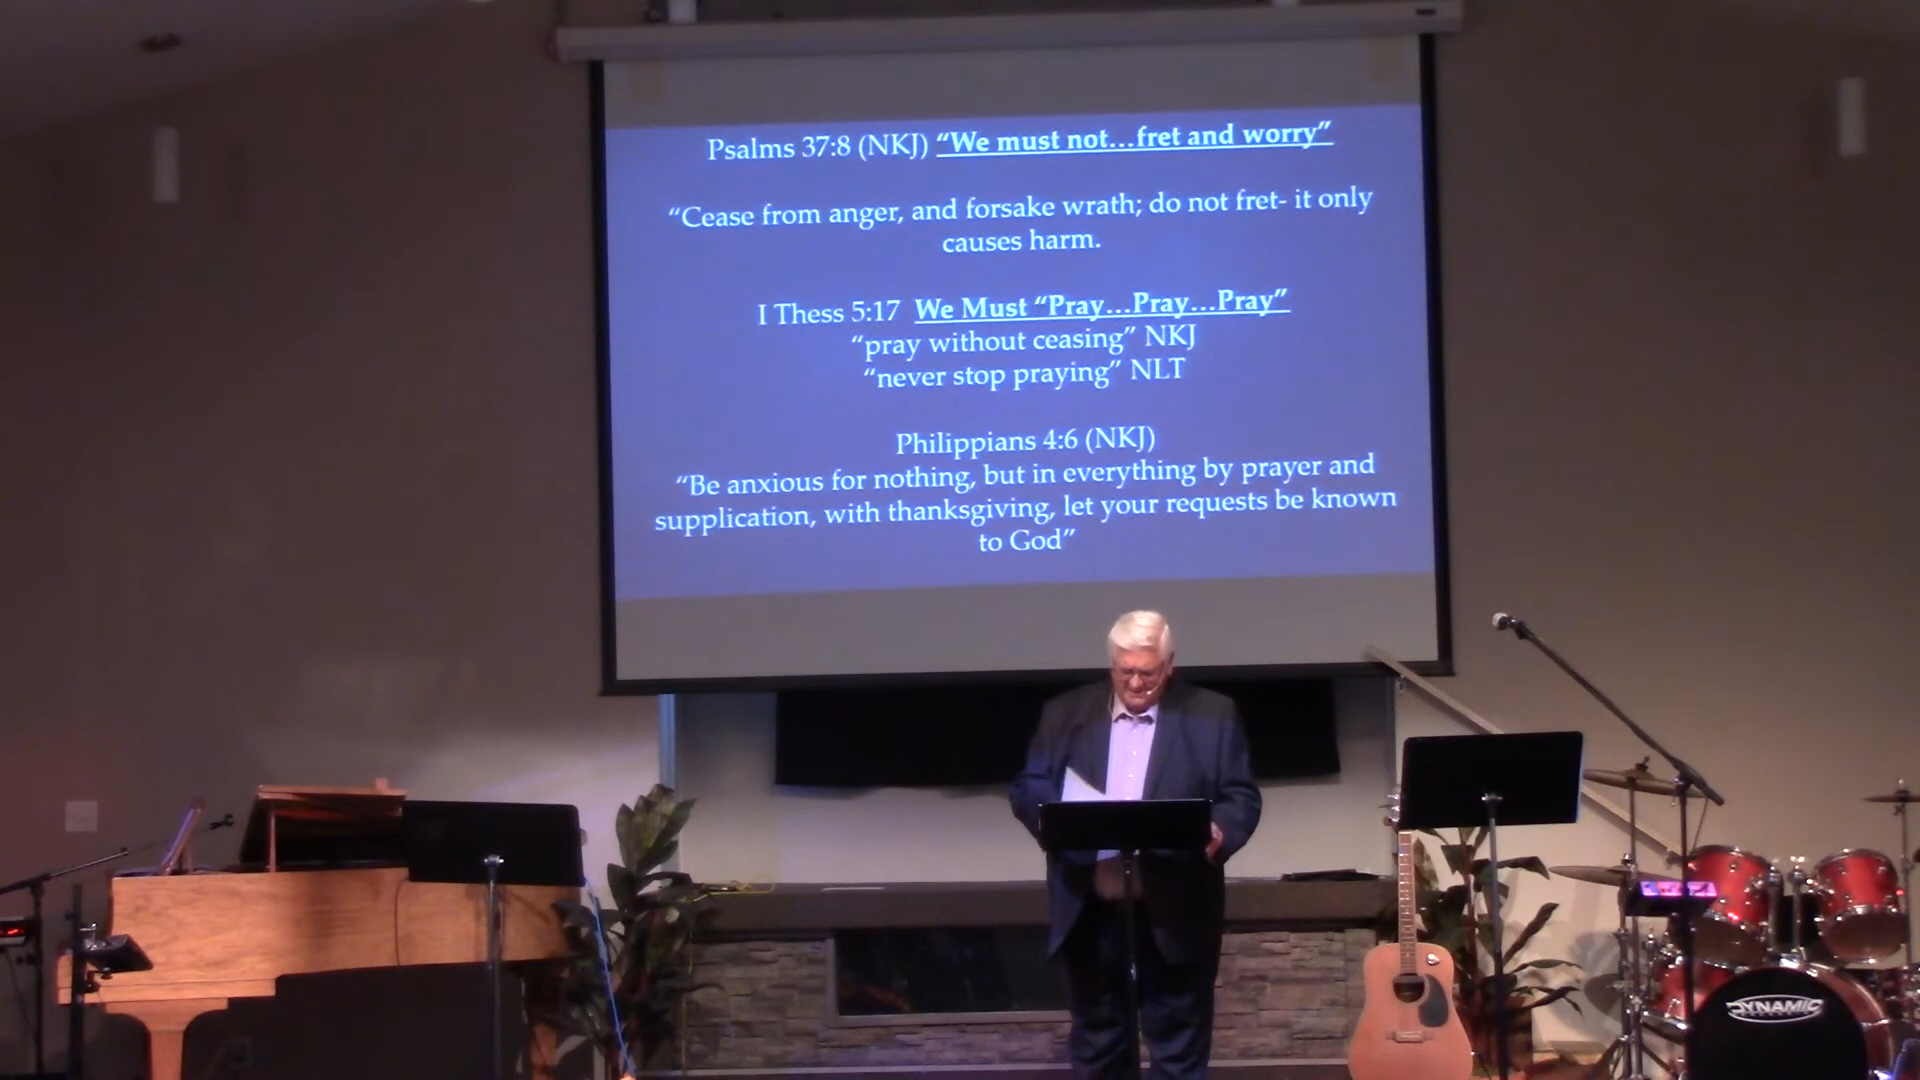 Psalms 37:8 (NKJ) “We must not...fret and worry”
“Cease from anger, and forsake wrath; do not fret- it only
causes harm.
I Thess 5:17 We Must “Pray...Pray...Pray”
“pray without ceasing” NKJ
“never stop praying” NLT
Philippians 4:6 (NKJ)
“Be anxious for nothing, but in everything by prayer and
supplication, with thanksgiving, let your requests be known
to God”
DYNAMIC